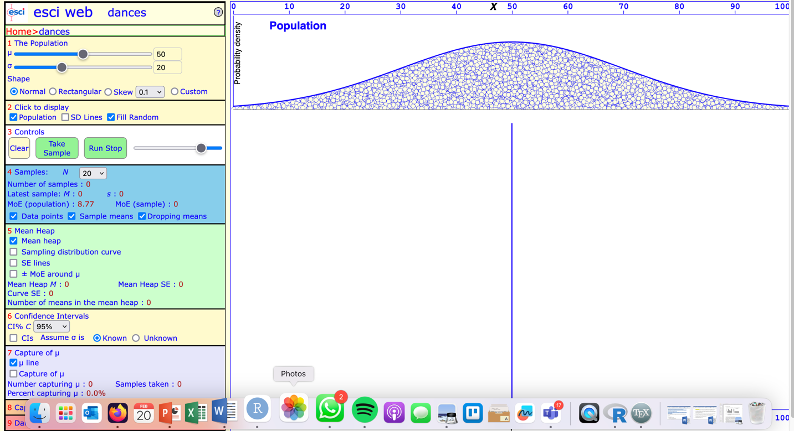 esci
esci web dances
?
Home>dances
1 The Population
μ 50
σ 20
Shape
Normal Rectangular Skew 0.1 Custom
2 Click to display
Population SD Lines Fill Random
3 Controls
Clear
Take Sample
Run Stop
4 Samples: N 20
Number of samples : 0
Latest sample: M : 0 s : 0
MoE (population) : 8.77 MoE (sample) : 0
Data points Sample means Dropping means
5 Mean Heap
Mean heap
Sampling distribution curve
SE lines
± MoE around μ
Mean Heap M : 0 Mean Heap SE : 0
Curve SE : 0
Number of means in the mean heap : 0
6 Confidence Intervals
CI% C 95%
CIs Assume σ is Known Unknown
7 Capture of μ
μ line
Capture of μ
Number capturing μ : 0 Samples taken : 0
Percent capturing μ : 0.0%
8 Cap
9 Da
0 10 20 30 40 X 50 60 70 80 90 100
Population
Probability density
Photos
2
FEB
20
P
X
W
R
17
R
TEX
100